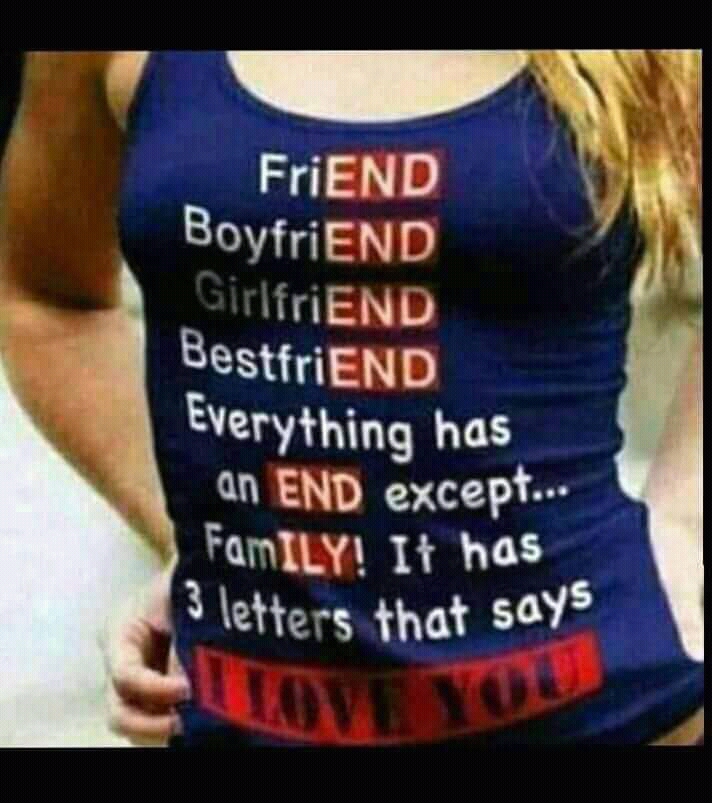 FriEND
BoyfriEND
GirlfriEND
BestfriEND
Everything has
an END except...
FamILY! It has
3 letters that says
I LOVE YOU